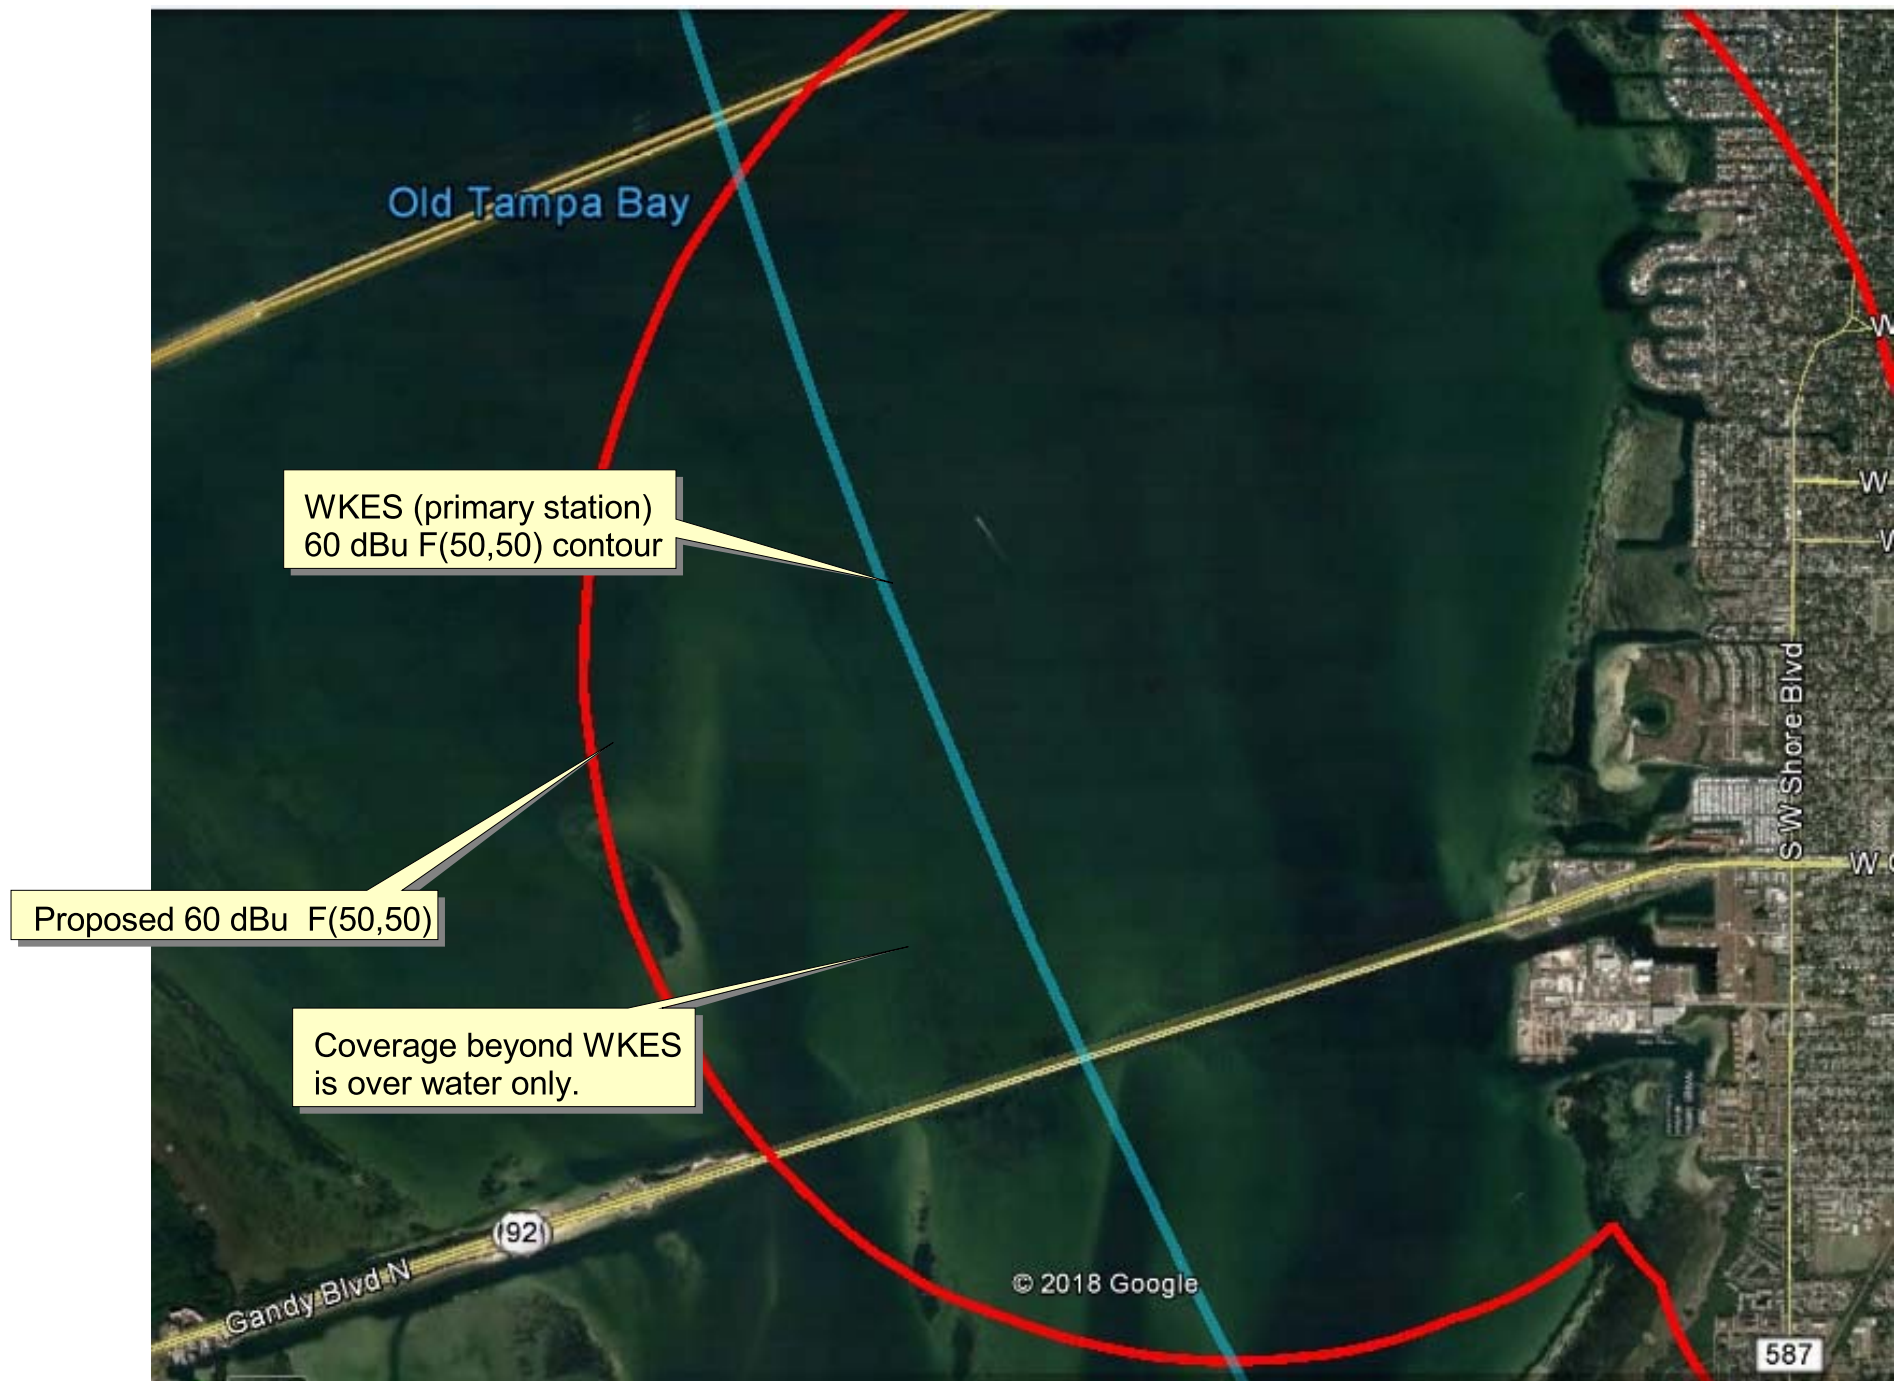 Old Tampa Bay
W
WKES (primary station)
60 dBu F(50,50) contour
W
W
S W Shore Blvd
W
Proposed 60 dBu F(50,50)
Coverage beyond WKES
is over water only.
92
Gandy Blvd N
© 2018 Google
587